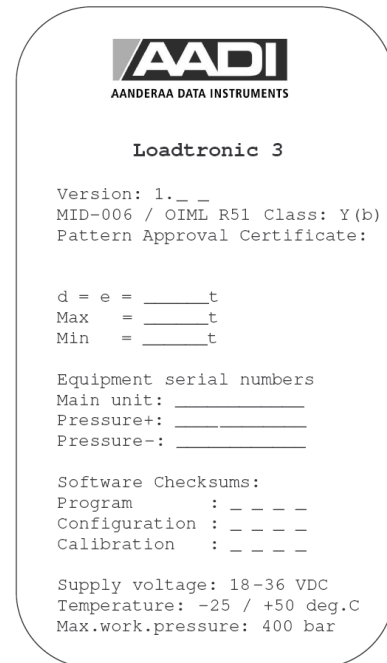 AADI
AANDERAA DATA INSTRUMENTS
Loadtronic 3
Version: 1._ _
MID-006 / OIML R51 Class: Y(b)
Pattern Approval Certificate:
d = e = ______t
Max = ______t
Min = ______t
Equipment serial numbers
Main unit: ____________
Pressure+: ____________
Pressure-: ____________
Software Checksums:
Program : _ _ _ _
Configuration : _ _ _ _
Calibration : _ _ _ _
Supply voltage: 18-36 VDC
Temperature: -25 / +50 deg.C
Max.work.pressure: 400 bar